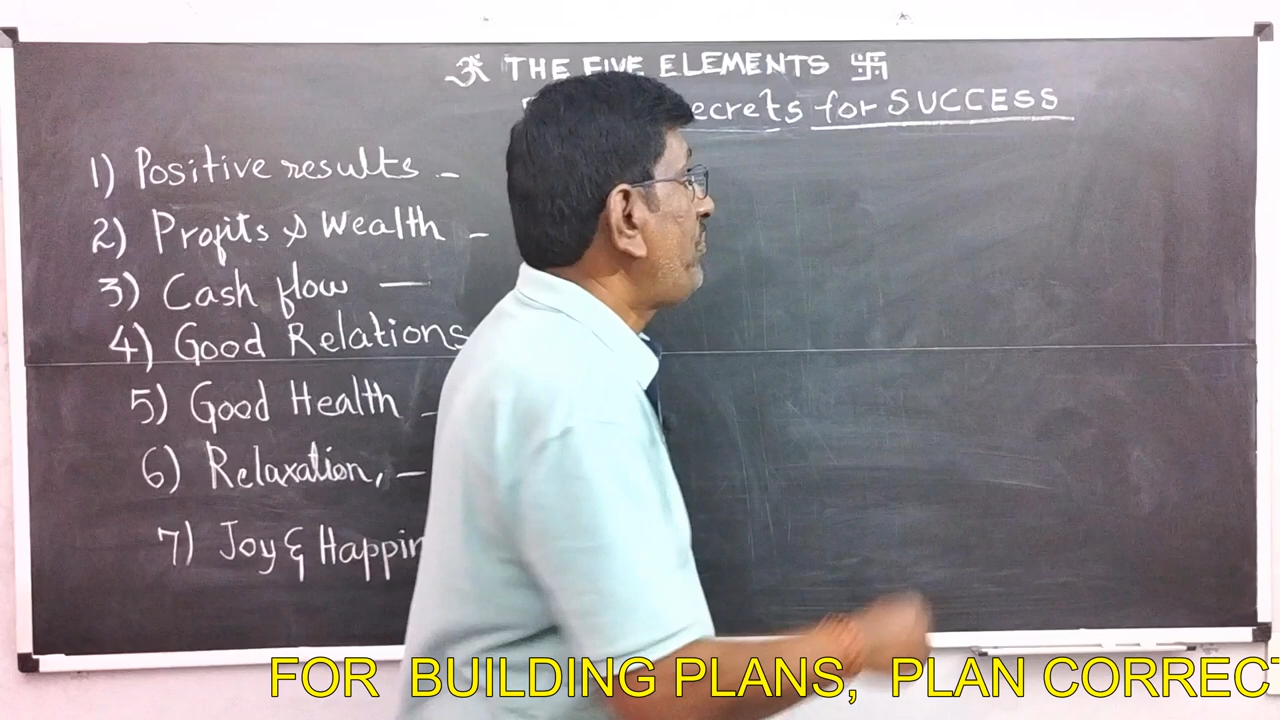 ॐ THE FIVE ELEMENTS 卐
ecrets for SUCCESS
1) Positive results -
2) Profits & Wealth -
3) Cash flow —
4) Good Relations
5) Good Health -
6) Relaxation, -
7) Joy & Happin
FOR BUILDING PLANS, PLAN CORREC